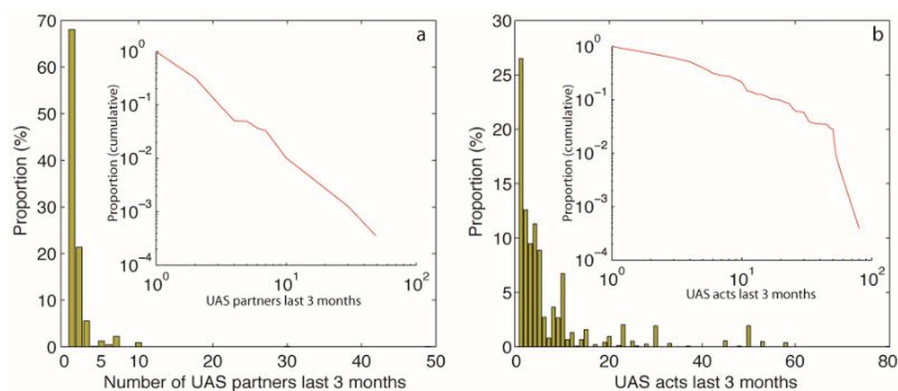 a
70
60
50
40
30
20
10
0
Proportion (%)
0 10 20 30 40 50
Number of UAS partners last 3 months
10^0
10^-1
10^-2
10^-3
10^-4
Proportion (cumulative)
10^0 10^1 10^2
UAS partners last 3 months
b
30
25
20
15
10
5
0
Proportion (%)
0 20 40 60 80
UAS acts last 3 months
10^0
10^-1
10^-2
10^-3
10^-4
Proportion (cumulative)
10^0 10^1 10^2
UAS acts last 3 months